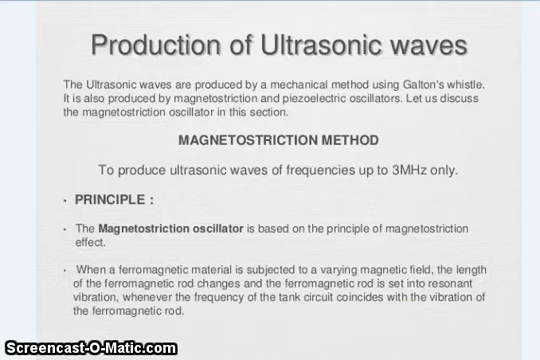 Production of Ultrasonic waves
The Ultrasonic waves are produced by a mechanical method using Galton's whistle.
It is also produced by magnetostriction and piezoelectric oscillators. Let us discuss
the magnetostriction oscillator in this section.
MAGNETOSTRICTION METHOD
To produce ultrasonic waves of frequencies up to 3MHz only.
• PRINCIPLE :
• The Magnetostriction oscillator is based on the principle of magnetostriction
effect.
• When a ferromagnetic material is subjected to a varying magnetic field, the length
of the ferromagnetic rod changes and the ferromagnetic rod is set into resonant
vibration, whenever the frequency of the tank circuit coincides with the vibration of
the ferromagnetic rod.
Screencast-O-Matic.com